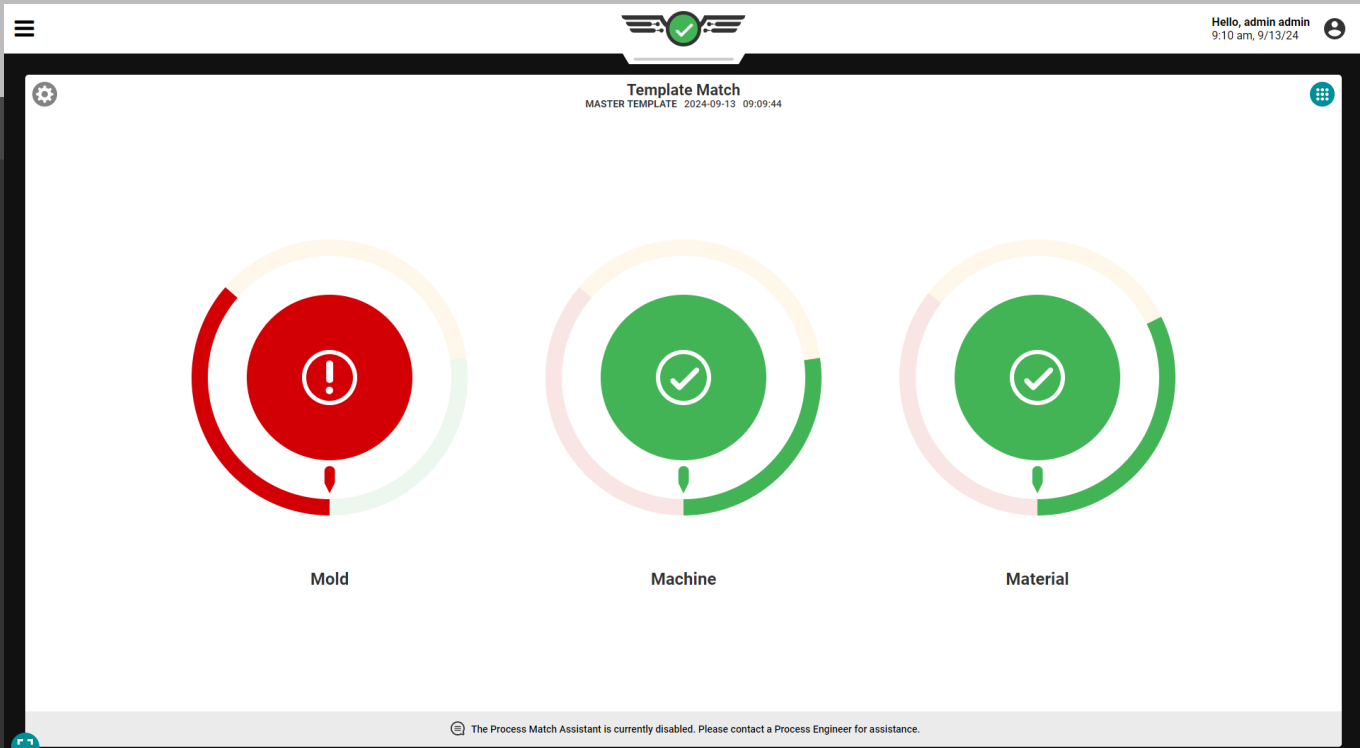 Hello, admin admin
9:10 am, 9/13/24
Template Match
MASTER TEMPLATE 2024-09-13 09:09:44
Mold
Machine
Material
The Process Match Assistant is currently disabled. Please contact a Process Engineer for assistance.